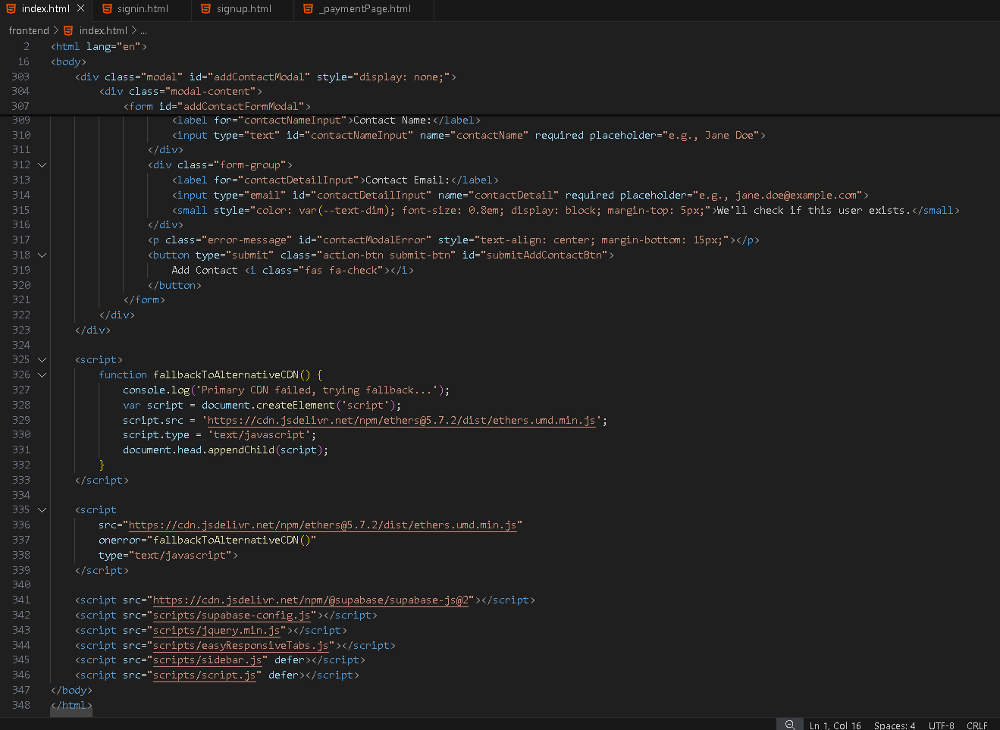 index.html
signin.html
signup.html
_paymentPage.html
frontend > index.html > ...
2 <html lang="en">
16 <body>
303 <div class="modal" id="addContactModal" style="display: none;">
304 <div class="modal-content">
307 <form id="addContactFormModal">
309 <label for="contactNameInput">Contact Name:</label>
310 <input type="text" id="contactNameInput" name="contactName" required placeholder="e.g., Jane Doe">
311 </div>
312 <div class="form-group">
313 <label for="contactDetailInput">Contact Email:</label>
314 <input type="email" id="contactDetailInput" name="contactDetail" required placeholder="e.g., jane.doe@example.com">
315 <small style="color: var(--text-dim); font-size: 0.8em; display: block; margin-top: 5px;">We'll check if this user exists.</small>
316 </div>
317 <p class="error-message" id="contactModalError" style="text-align: center; margin-bottom: 15px;"></p>
318 <button type="submit" class="action-btn submit-btn" id="submitAddContactBtn">
319 Add Contact <i class="fas fa-check"></i>
320 </button>
321 </form>
322 </div>
323 </div>
324
325 <script>
326 function fallbackToAlternativeCDN() {
327 console.log('Primary CDN failed, trying fallback...');
328 var script = document.createElement('script');
329 script.src = 'https://cdn.jsdelivr.net/npm/ethers@5.7.2/dist/ethers.umd.min.js';
330 script.type = 'text/javascript';
331 document.head.appendChild(script);
332 }
333 </script>
334
335 <script
336 src="https://cdn.jsdelivr.net/npm/ethers@5.7.2/dist/ethers.umd.min.js"
337 onerror="fallbackToAlternativeCDN()"
338 type="text/javascript">
339 </script>
340
341 <script src="https://cdn.jsdelivr.net/npm/@supabase/supabase-js@2"></script>
342 <script src="scripts/supabase-config.js"></script>
343 <script src="scripts/jquery.min.js"></script>
344 <script src="scripts/easyResponsiveTabs.js"></script>
345 <script src="scripts/sidebar.js" defer></script>
346 <script src="scripts/script.js" defer></script>
347 </body>
348 </html>
Ln 1, Col 16 Spaces: 4 UTF-8 CRLF